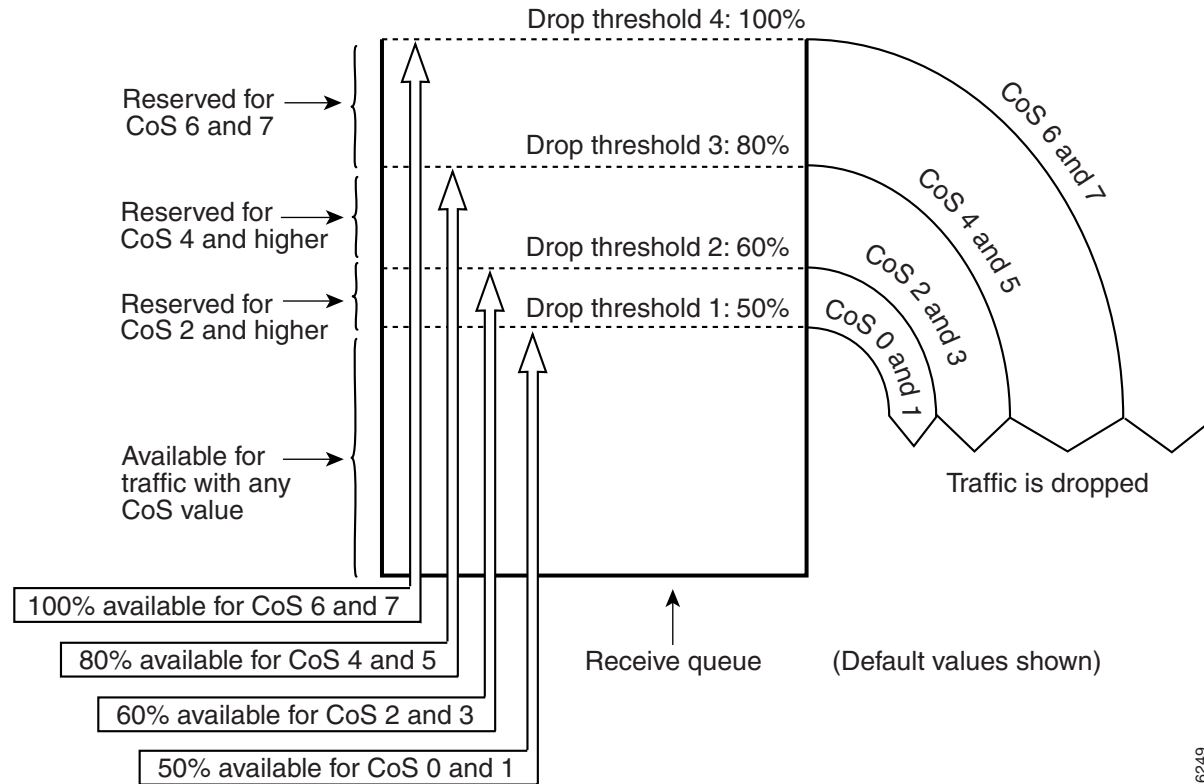 Drop threshold 4: 100%
Reserved for
CoS 6 and 7
CoS 6 and 7
Drop threshold 3: 80%
Reserved for
CoS 4 and higher
CoS 4 and 5
Drop threshold 2: 60%
Reserved for
CoS 2 and higher
CoS 2 and 3
Drop threshold 1: 50%
CoS 0 and 1
Available for
traffic with any
CoS value
Traffic is dropped
100% available for CoS 6 and 7
80% available for CoS 4 and 5
Receive queue
(Default values shown)
60% available for CoS 2 and 3
50% available for CoS 0 and 1
6249